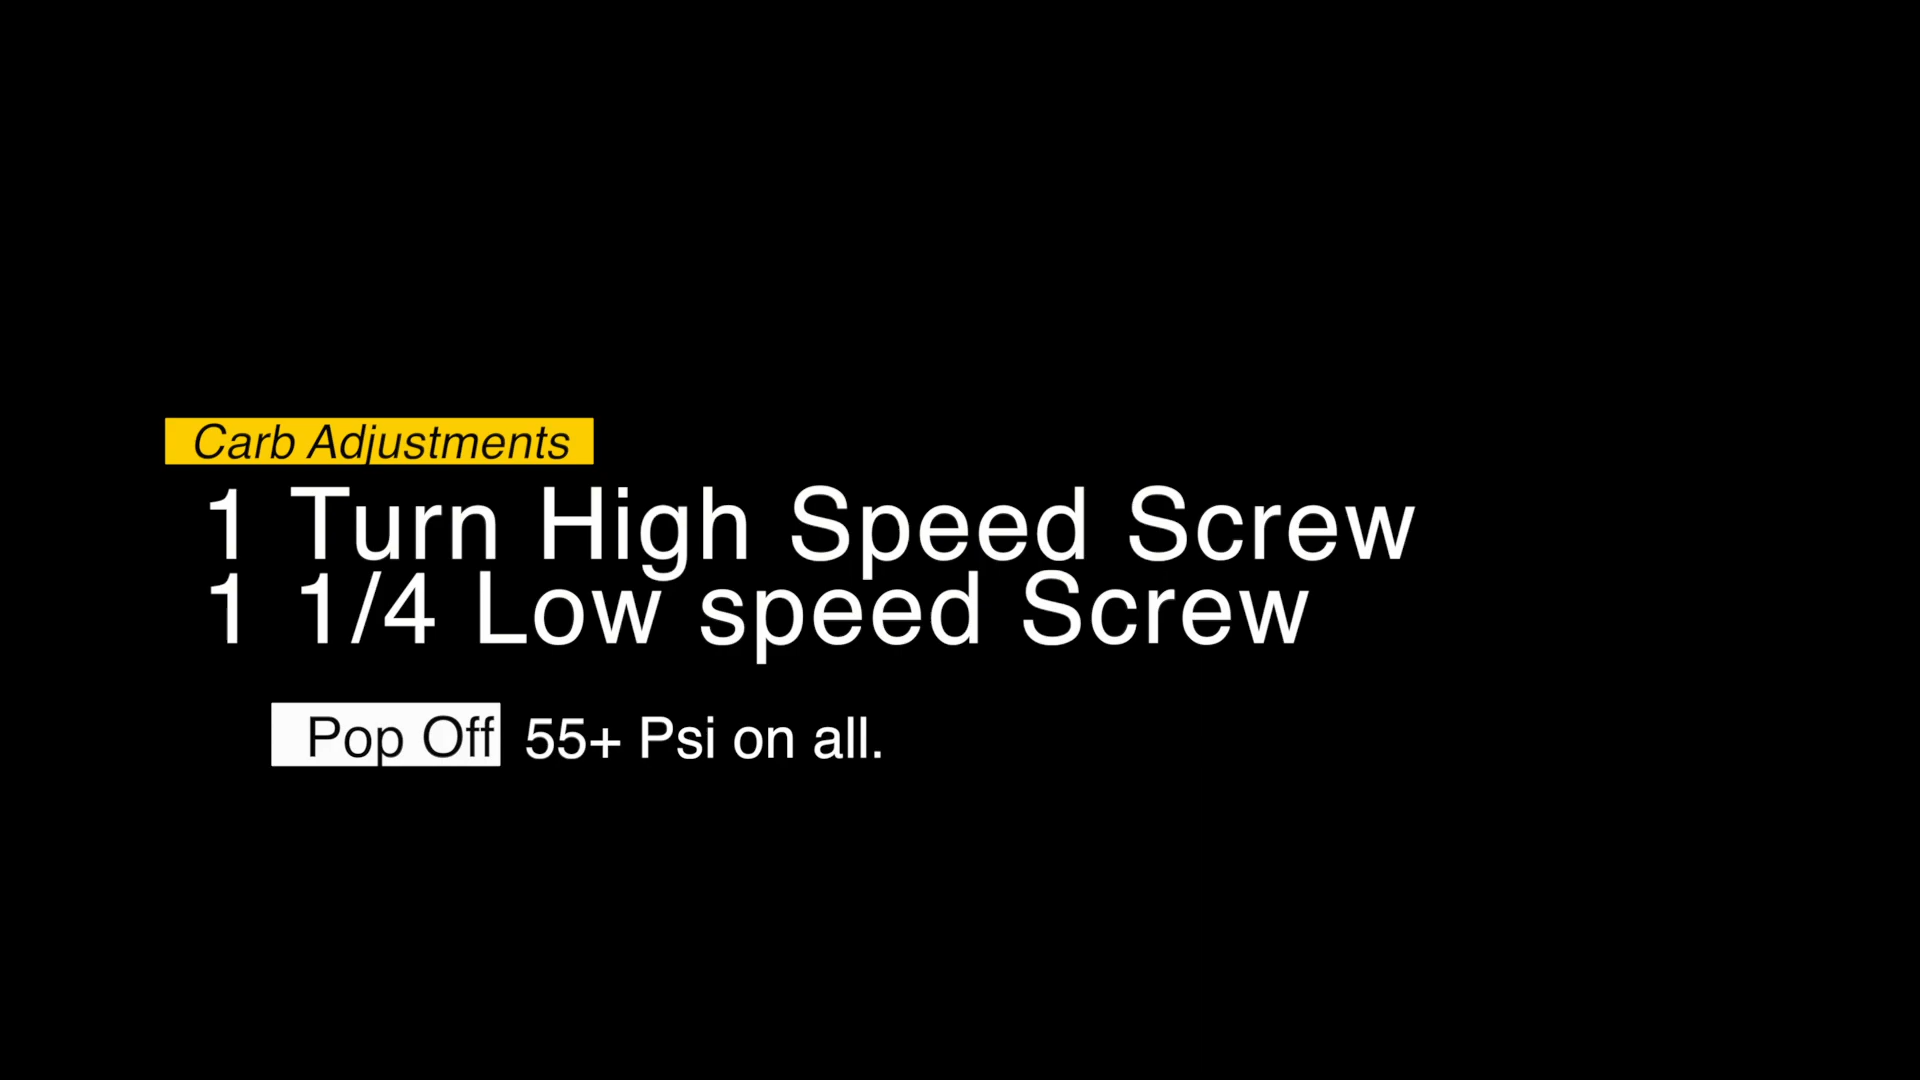 Carb Adjustments
1 Turn High Speed Screw
1 1/4 Low speed Screw
Pop Off 55+ Psi on all.